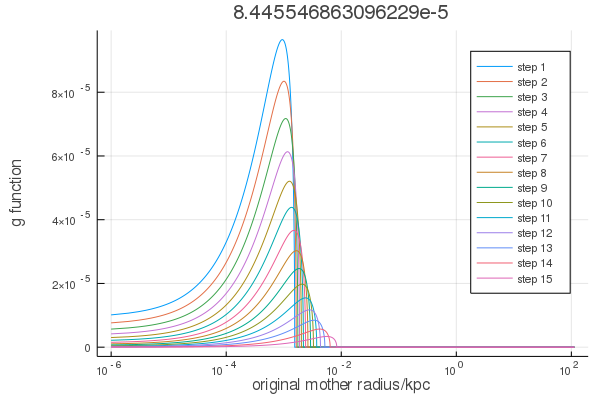 8.445546863096229e-5
g function
8×10 -5
6×10 -5
4×10 -5
2×10 -5
0
10 -6
10 -4
10 -2
10 0
10 2
original mother radius/kpc
step 1
step 2
step 3
step 4
step 5
step 6
step 7
step 8
step 9
step 10
step 11
step 12
step 13
step 14
step 15